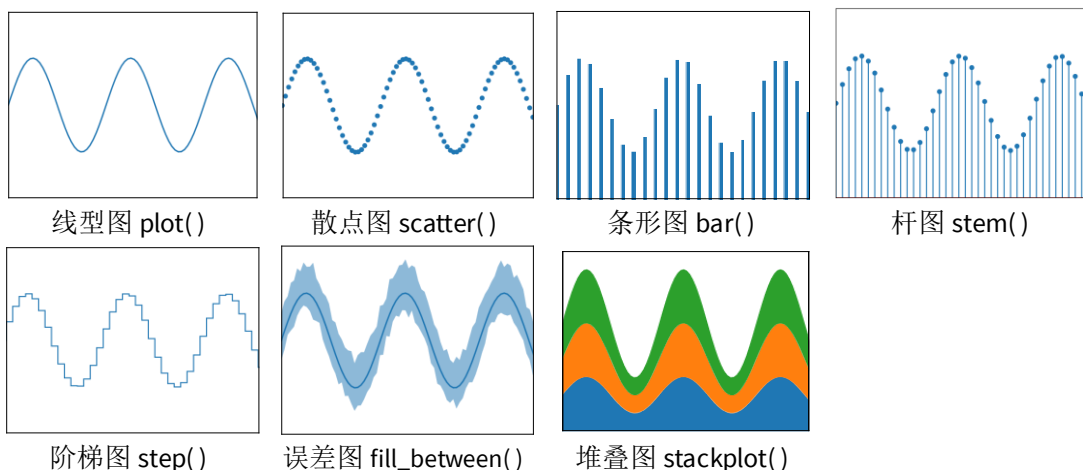 线型图 plot()
散点图 scatter()
条形图 bar()
杆图 stem()
阶梯图 step()
误差图 fill_between()
堆叠图 stackplot()